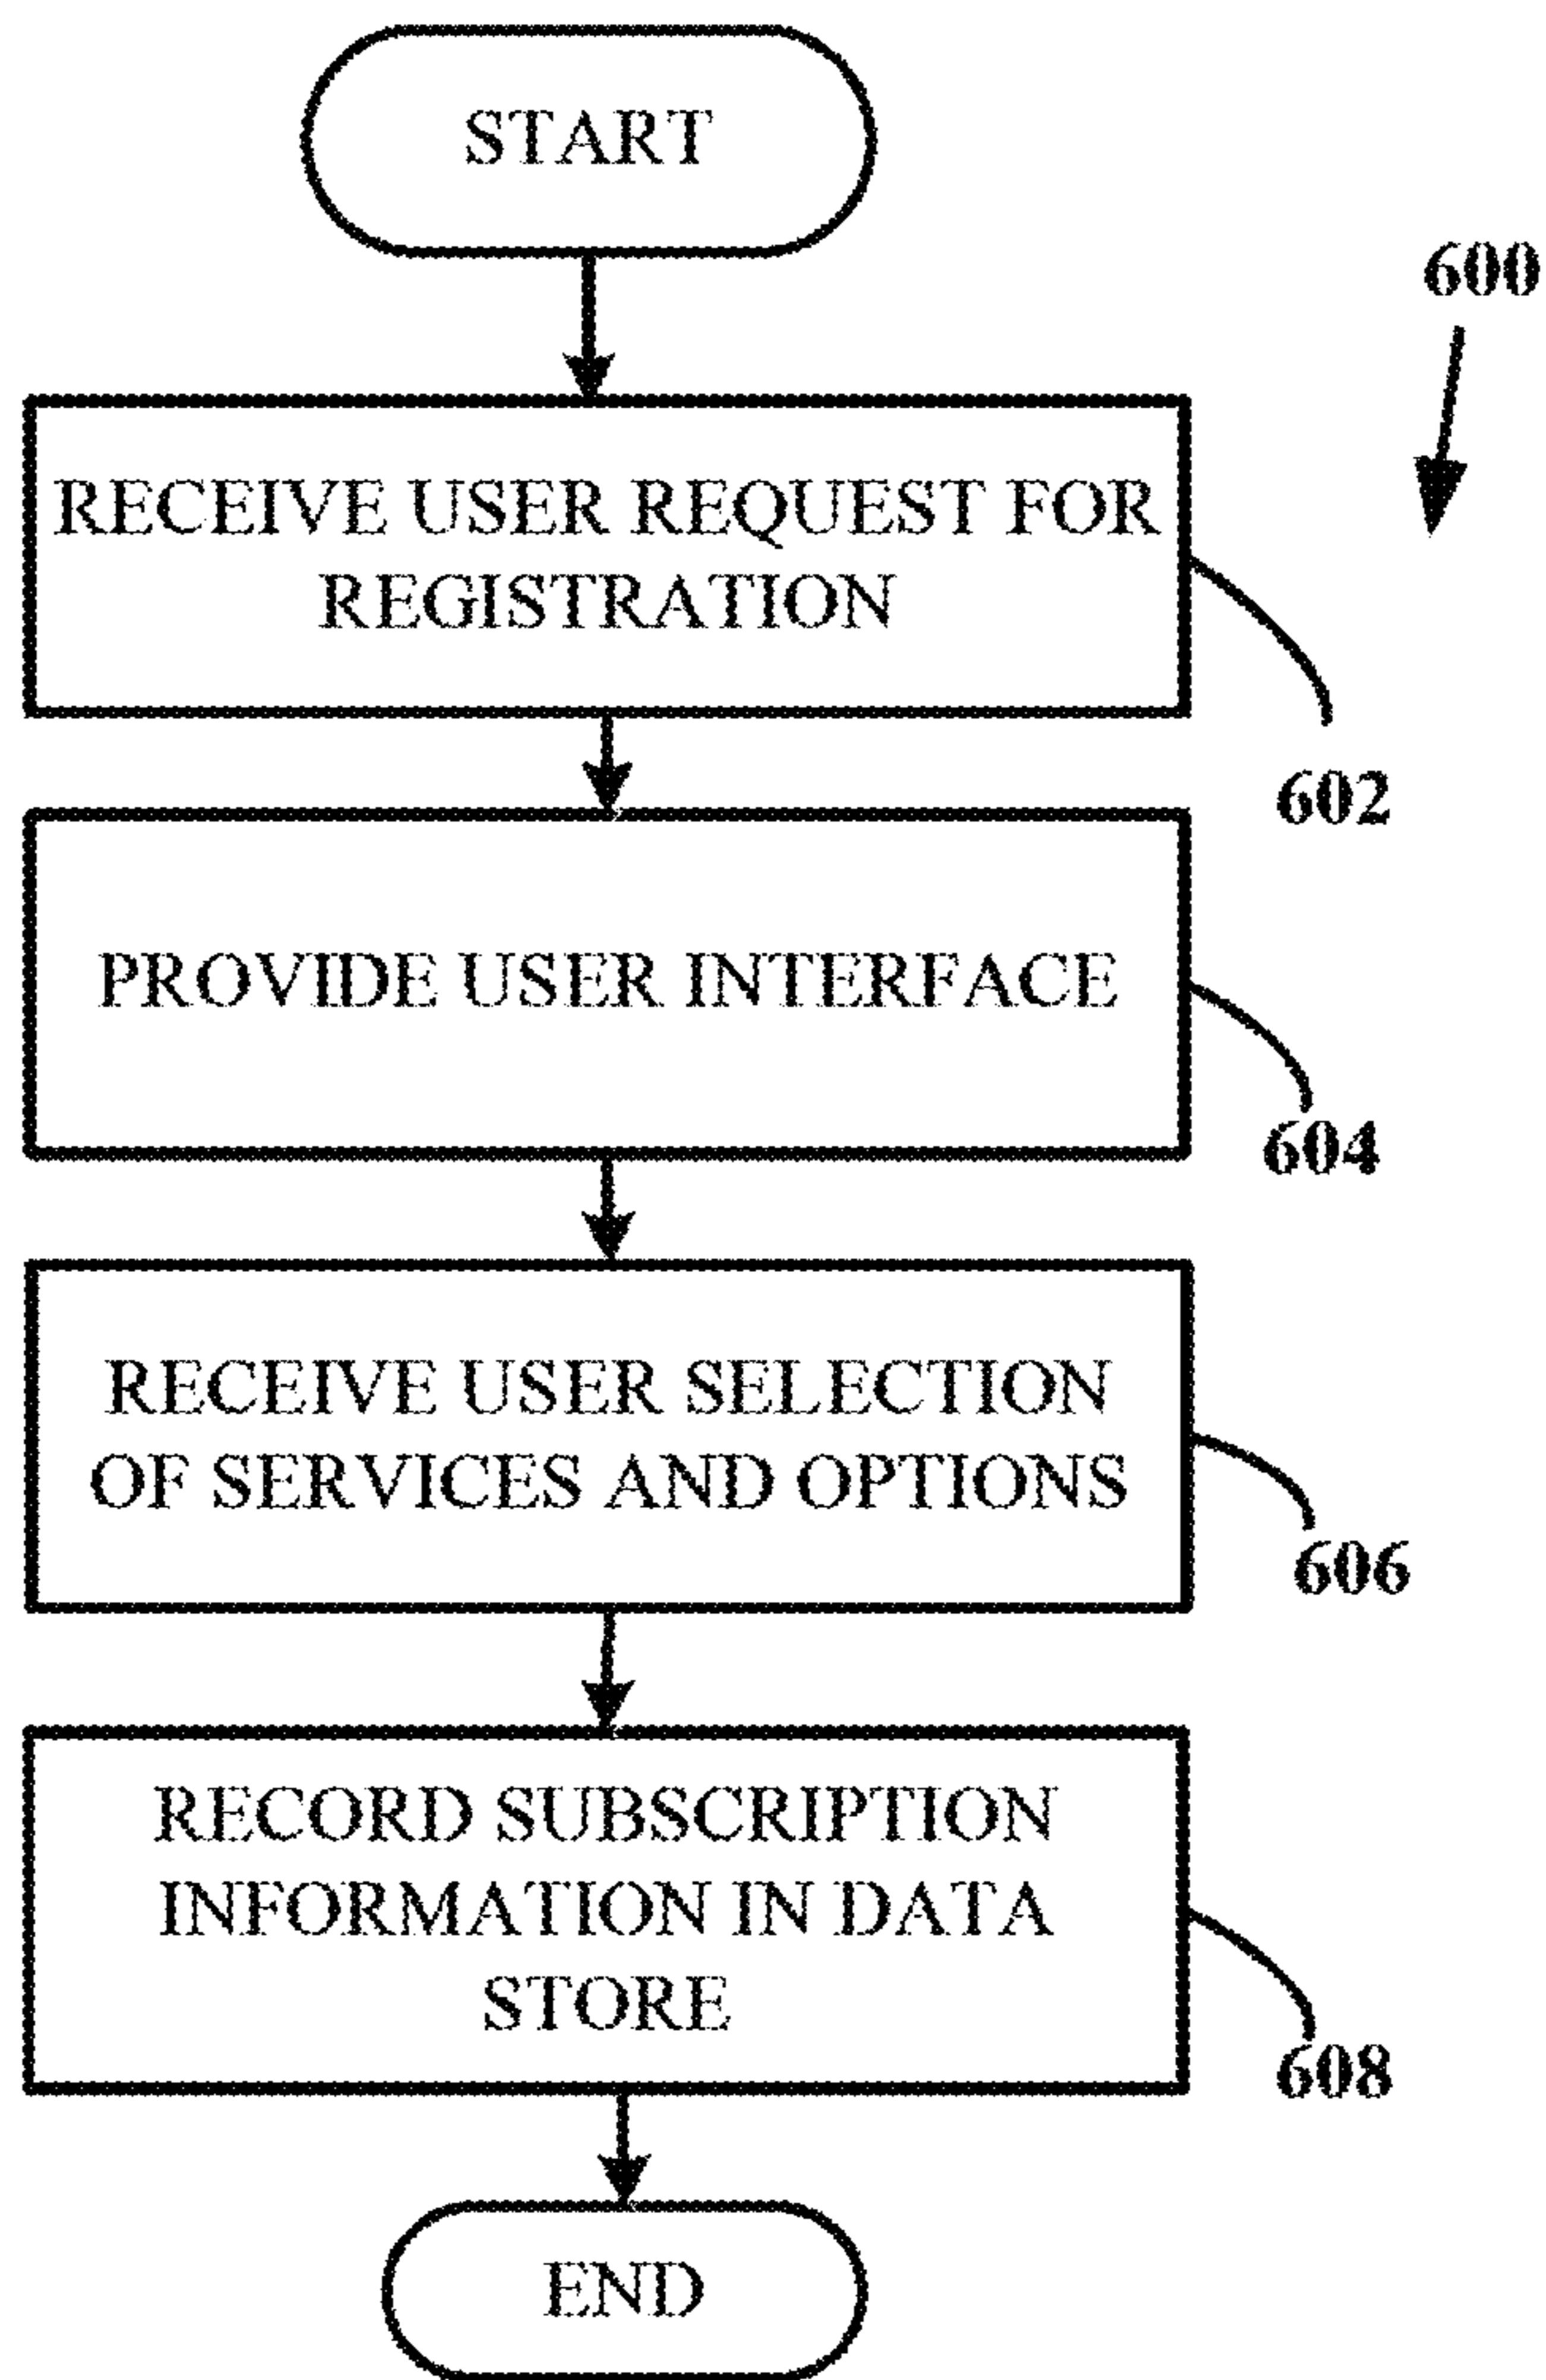 START
600
RECEIVE USER REQUEST FOR
REGISTRATION
602
PROVIDE USER INTERFACE
604
RECEIVE USER SELECTION
OF SERVICES AND OPTIONS
606
RECORD SUBSCRIPTION
INFORMATION IN DATA
STORE
608
END